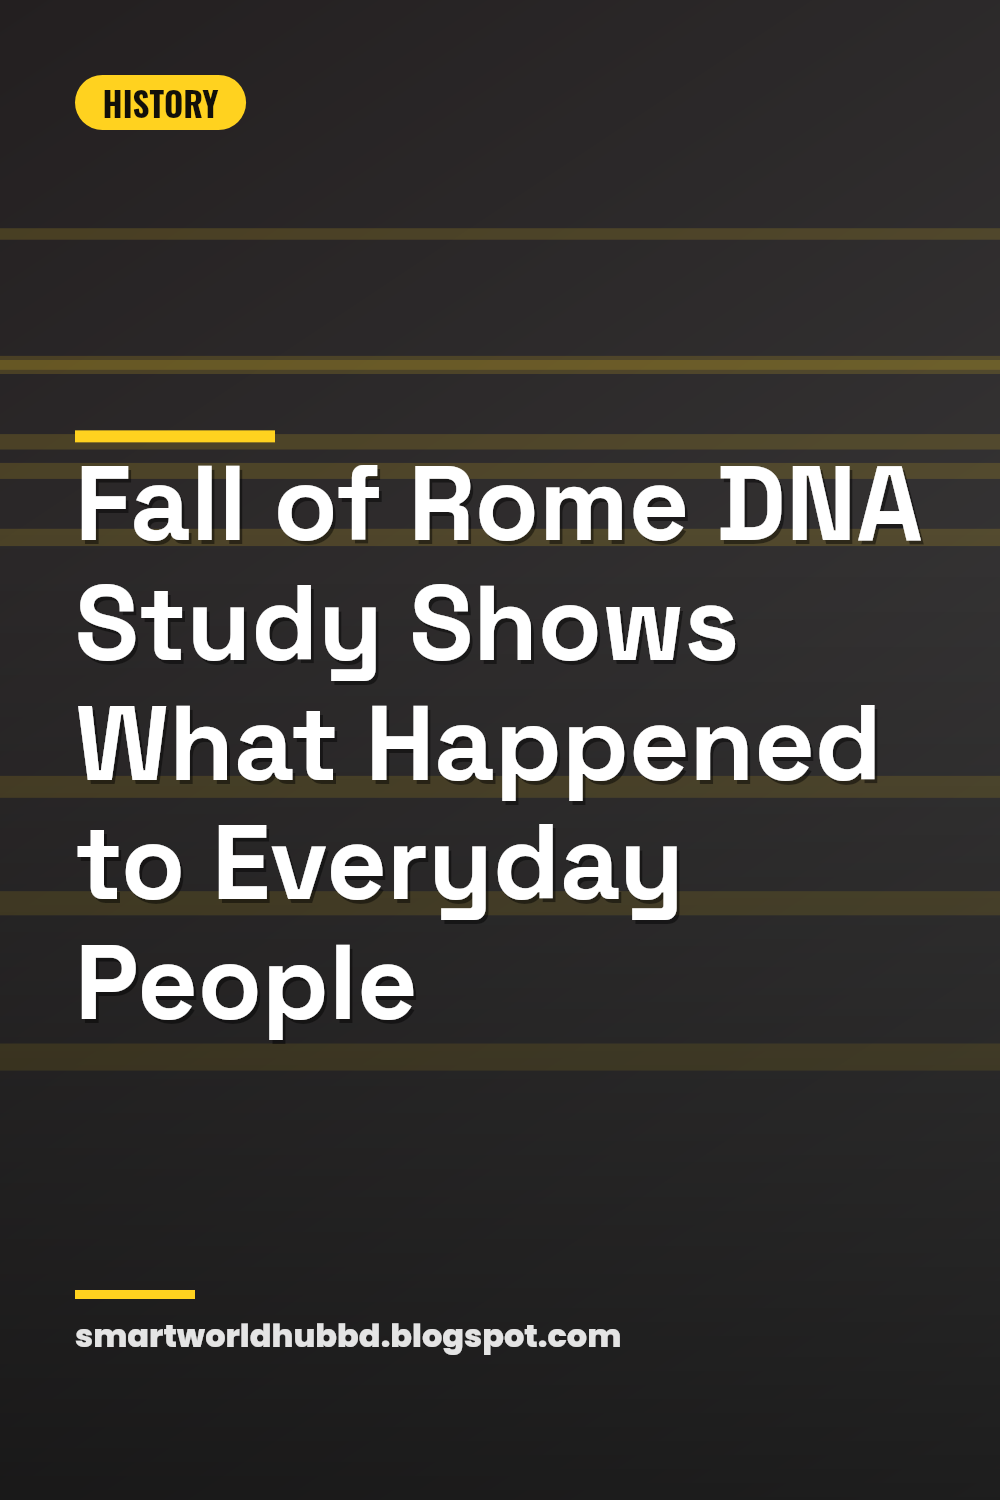 HISTORY
Fall of Rome DNA
Study Shows
What Happened
to Everyday
People
smartworldhubbd.blogspot.com